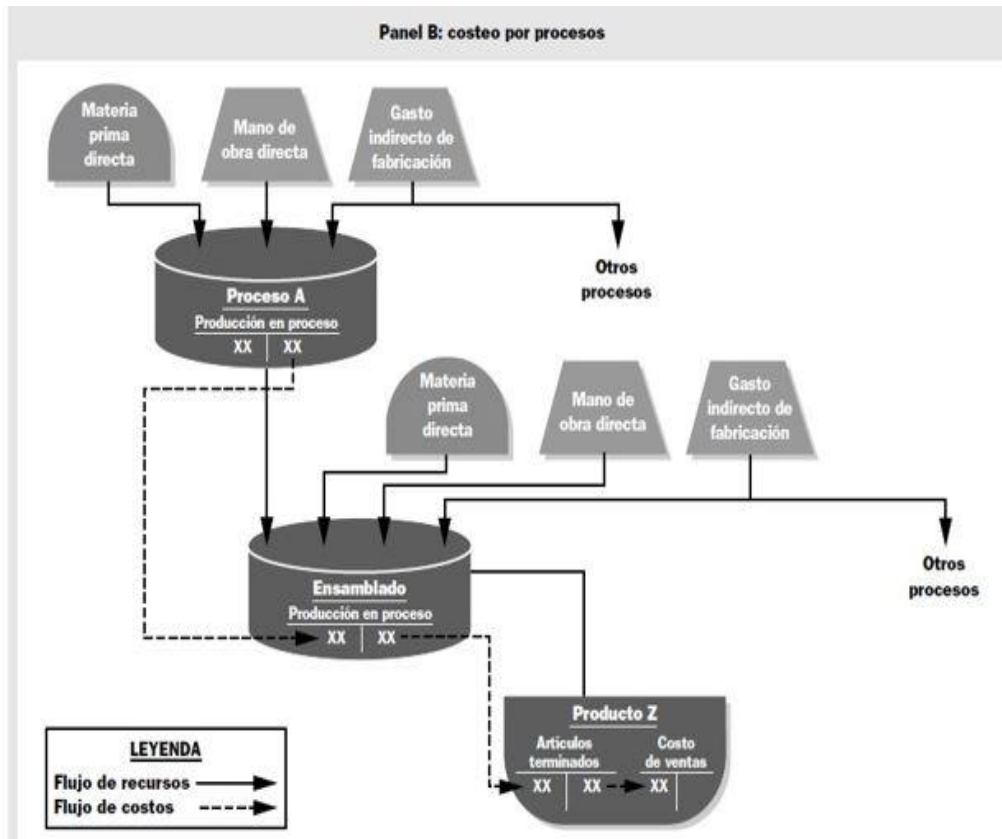 Panel B: costeo por procesos
Materia
prima
directa
Mano de
obra directa
Gasto
indirecto de
fabricación
Otros
procesos
Proceso A
Producción en proceso
XX XX
Materia
prima
directa
Mano de
obra directa
Gasto
indirecto de
fabricación
Otros
procesos
Ensamblado
Producción en proceso
XX XX
Producto Z
Artículos
terminados
Costo
de ventas
XX XX XX
LEYENDA
Flujo de recursos
Flujo de costos